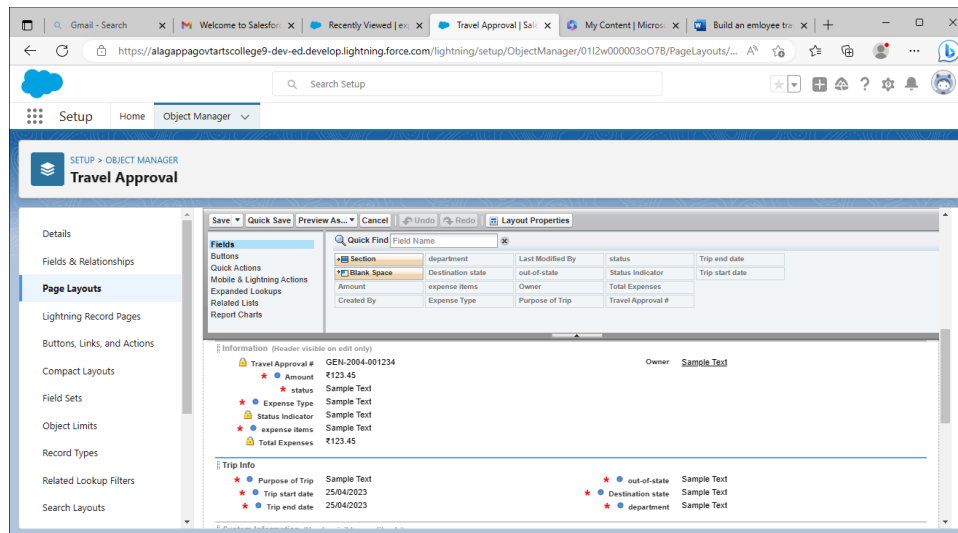 Gmail - Search
Welcome to Salesfor
Recently Viewed | ex
Travel Approval | Sale
My Content | Micros
Build an emloyee tra
https://alagappagovtartscollege9-dev-ed.develop.lightning.force.com/lightning/setup/ObjectManager/01I2w000003oO7B/PageLayouts/...
Search Setup
Setup Home Object Manager
SETUP > OBJECT MANAGER
Travel Approval
Details
Fields & Relationships
Page Layouts
Lightning Record Pages
Buttons, Links, and Actions
Compact Layouts
Field Sets
Object Limits
Record Types
Related Lookup Filters
Search Layouts
Save Quick Save Preview As... Cancel Undo Redo Layout Properties
Fields
Buttons
Quick Actions
Mobile & Lightning Actions
Expanded Lookups
Related Lists
Report Charts
Quick Find Field Name
Section department Last Modified By status Trip end date
Blank Space Destination state out-of-state Status Indicator Trip start date
Amount expense items Owner Total Expenses
Created By Expense Type Purpose of Trip Travel Approval #
Information (Header visible on edit only)
Travel Approval # GEN-2004-001234 Owner Sample Text
* Amount ₹123.45
* status Sample Text
* Expense Type Sample Text
Status Indicator Sample Text
* expense items Sample Text
Total Expenses ₹123.45
Trip Info
* Purpose of Trip Sample Text * out-of-state Sample Text
* Trip start date 25/04/2023 * Destination state Sample Text
* Trip end date 25/04/2023 * department Sample Text